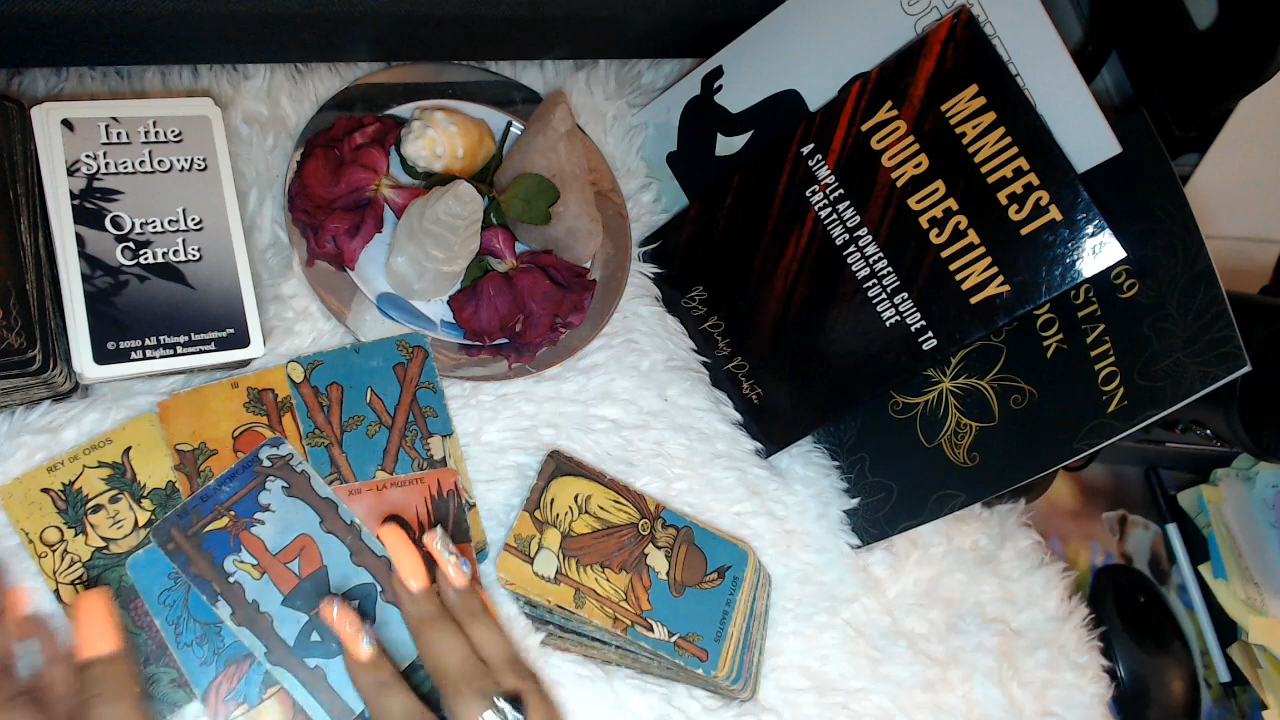 In the
Shadows
Oracle
Cards
© 2020 All Things Intuitive™
All Rights Reserved
MANIFEST
YOUR DESTINY
A SIMPLE AND POWERFUL GUIDE TO
CREATING YOUR FUTURE
69
STATION
OOK
III
V
REY DE OROS
XIII — LA MUERTE
SOTA DE BASTOS